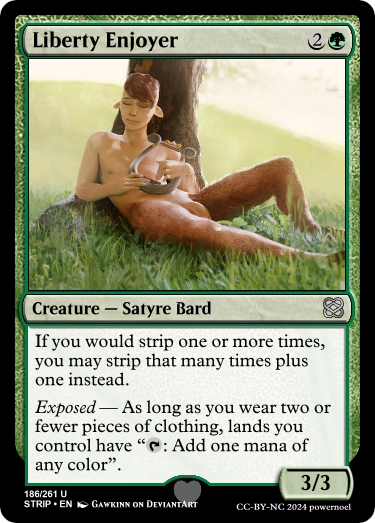 Liberty Enjoyer 2
Creature — Satyre Bard
If you would strip one or more times,
you may strip that many times plus
one instead.
Exposed — As long as you wear two or
fewer pieces of clothing, lands you
control have “: Add one mana of
any color”.
3/3
186/261 U
STRIP • EN Gawkinn on DeviantArt
CC-BY-NC 2024 powernoel